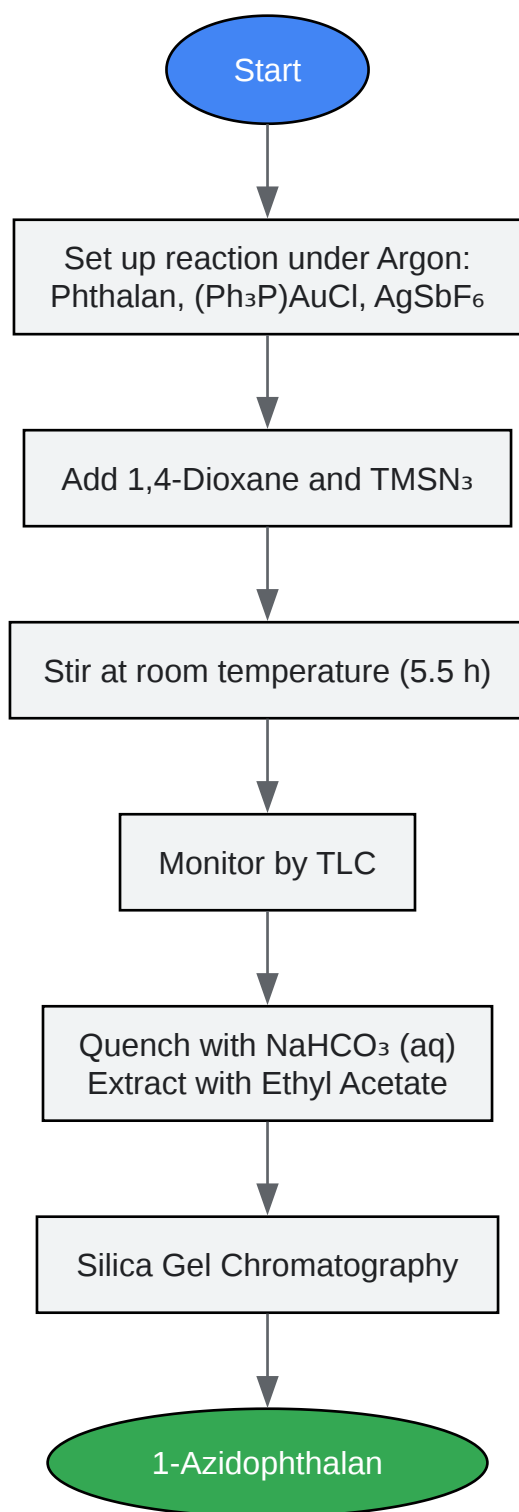 Start
Set up reaction under Argon:
Phthalan, (Ph₃P)AuCl, AgSbF₆
Add 1,4-Dioxane and TMSN₃
Stir at room temperature (5.5 h)
Monitor by TLC
Quench with NaHCO₃ (aq)
Extract with Ethyl Acetate
Silica Gel Chromatography
1-Azidophthalan